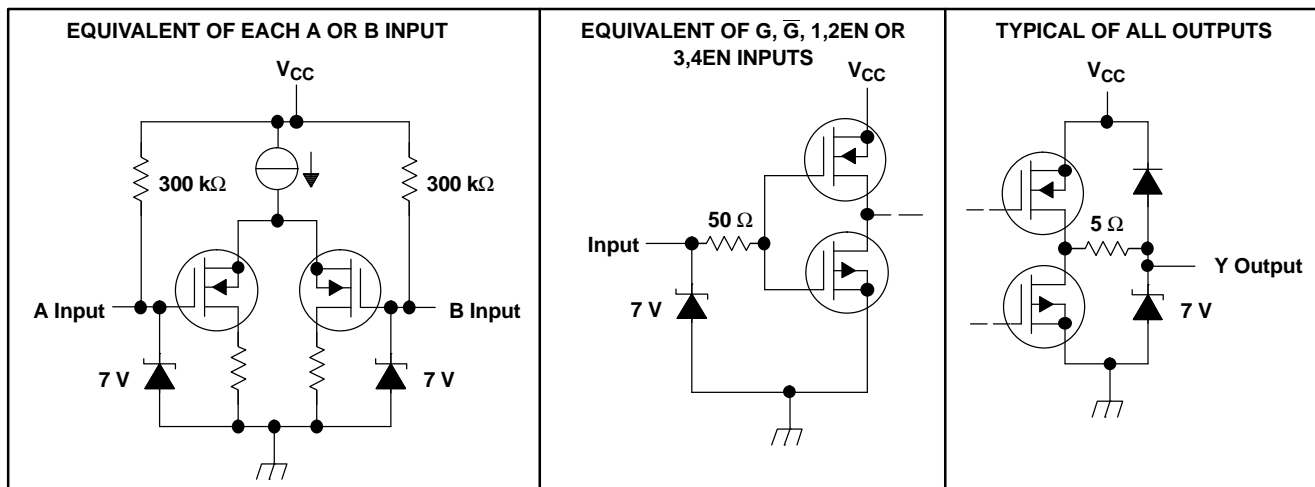 EQUIVALENT OF EACH A OR B INPUT
VCC
300 kΩ
300 kΩ
A Input
B Input
7 V
7 V
EQUIVALENT OF G, G̅, 1,2EN OR
3,4EN INPUTS
VCC
50 Ω
Input
7 V
TYPICAL OF ALL OUTPUTS
VCC
5 Ω
Y Output
7 V